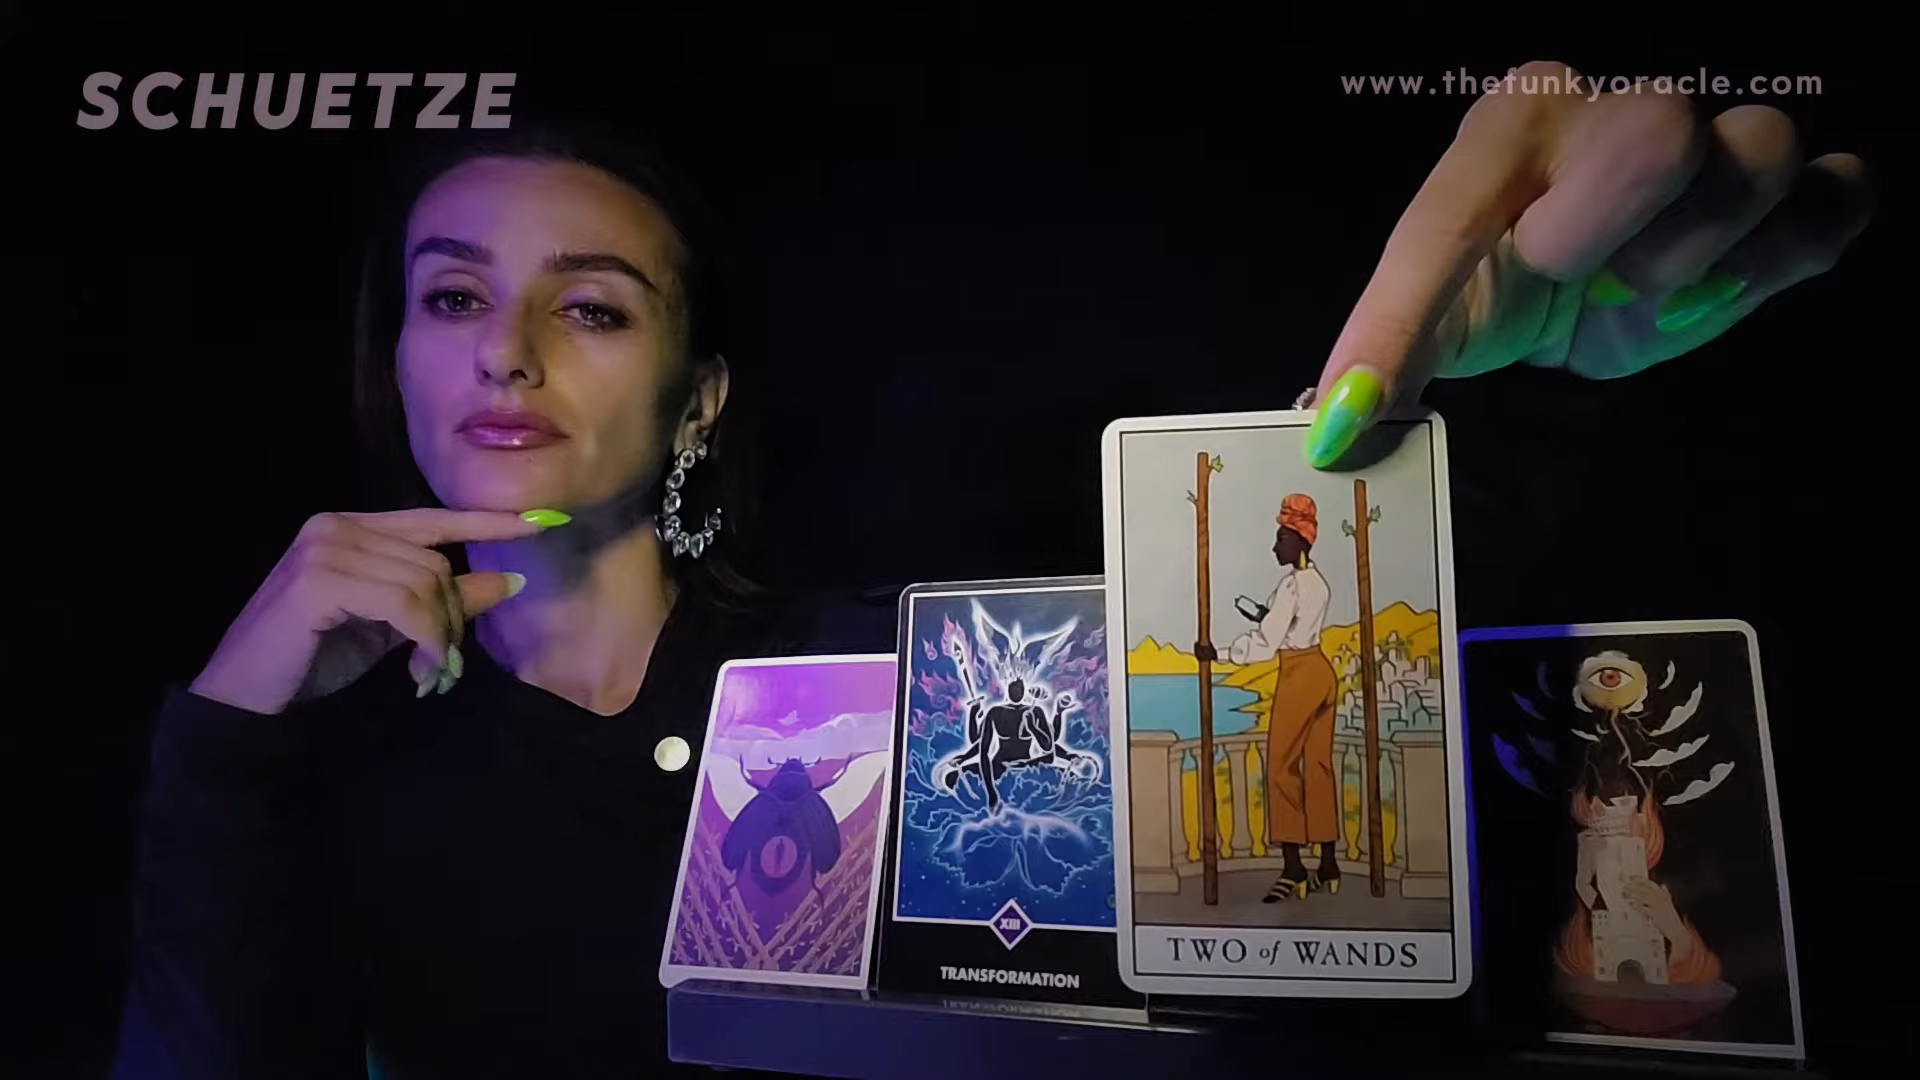 SCHUETZE
www.thefunkyoracle.com
XIII
TRANSFORMATION
TWO of WANDS